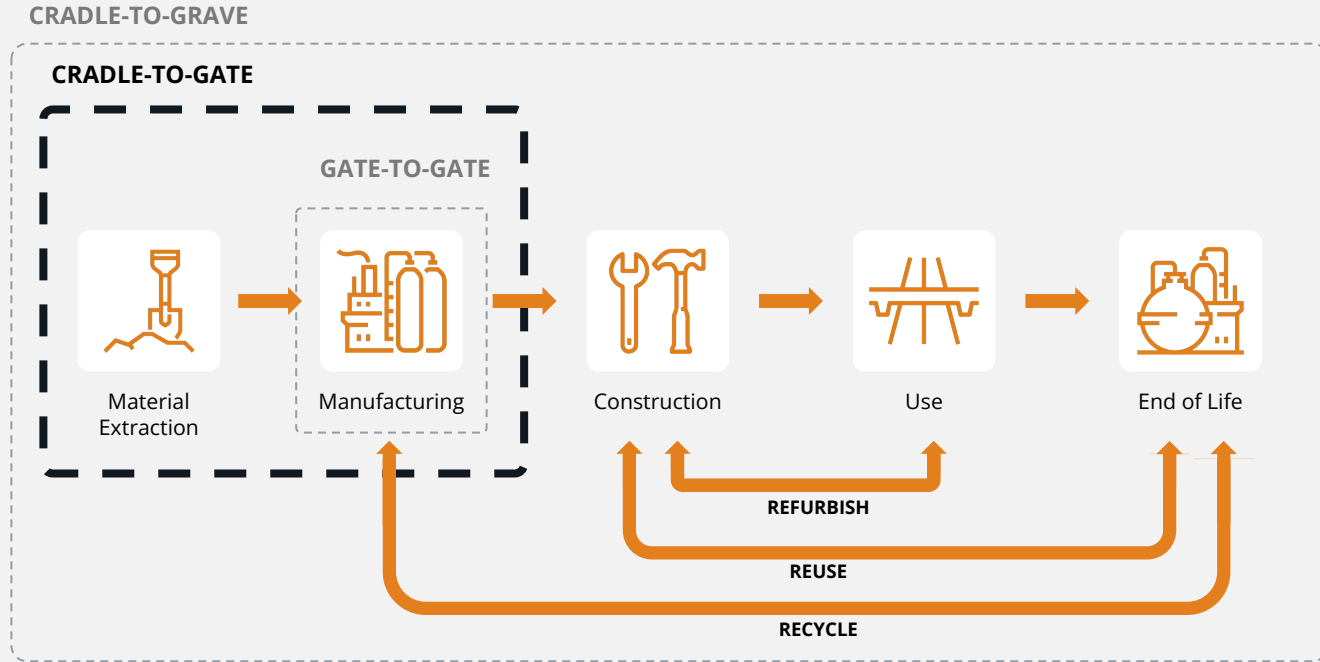 CRADLE-TO-GRAVE
CRADLE-TO-GATE
GATE-TO-GATE
Material
Extraction
Manufacturing
Construction
Use
End of Life
REFURBISH
REUSE
RECYCLE